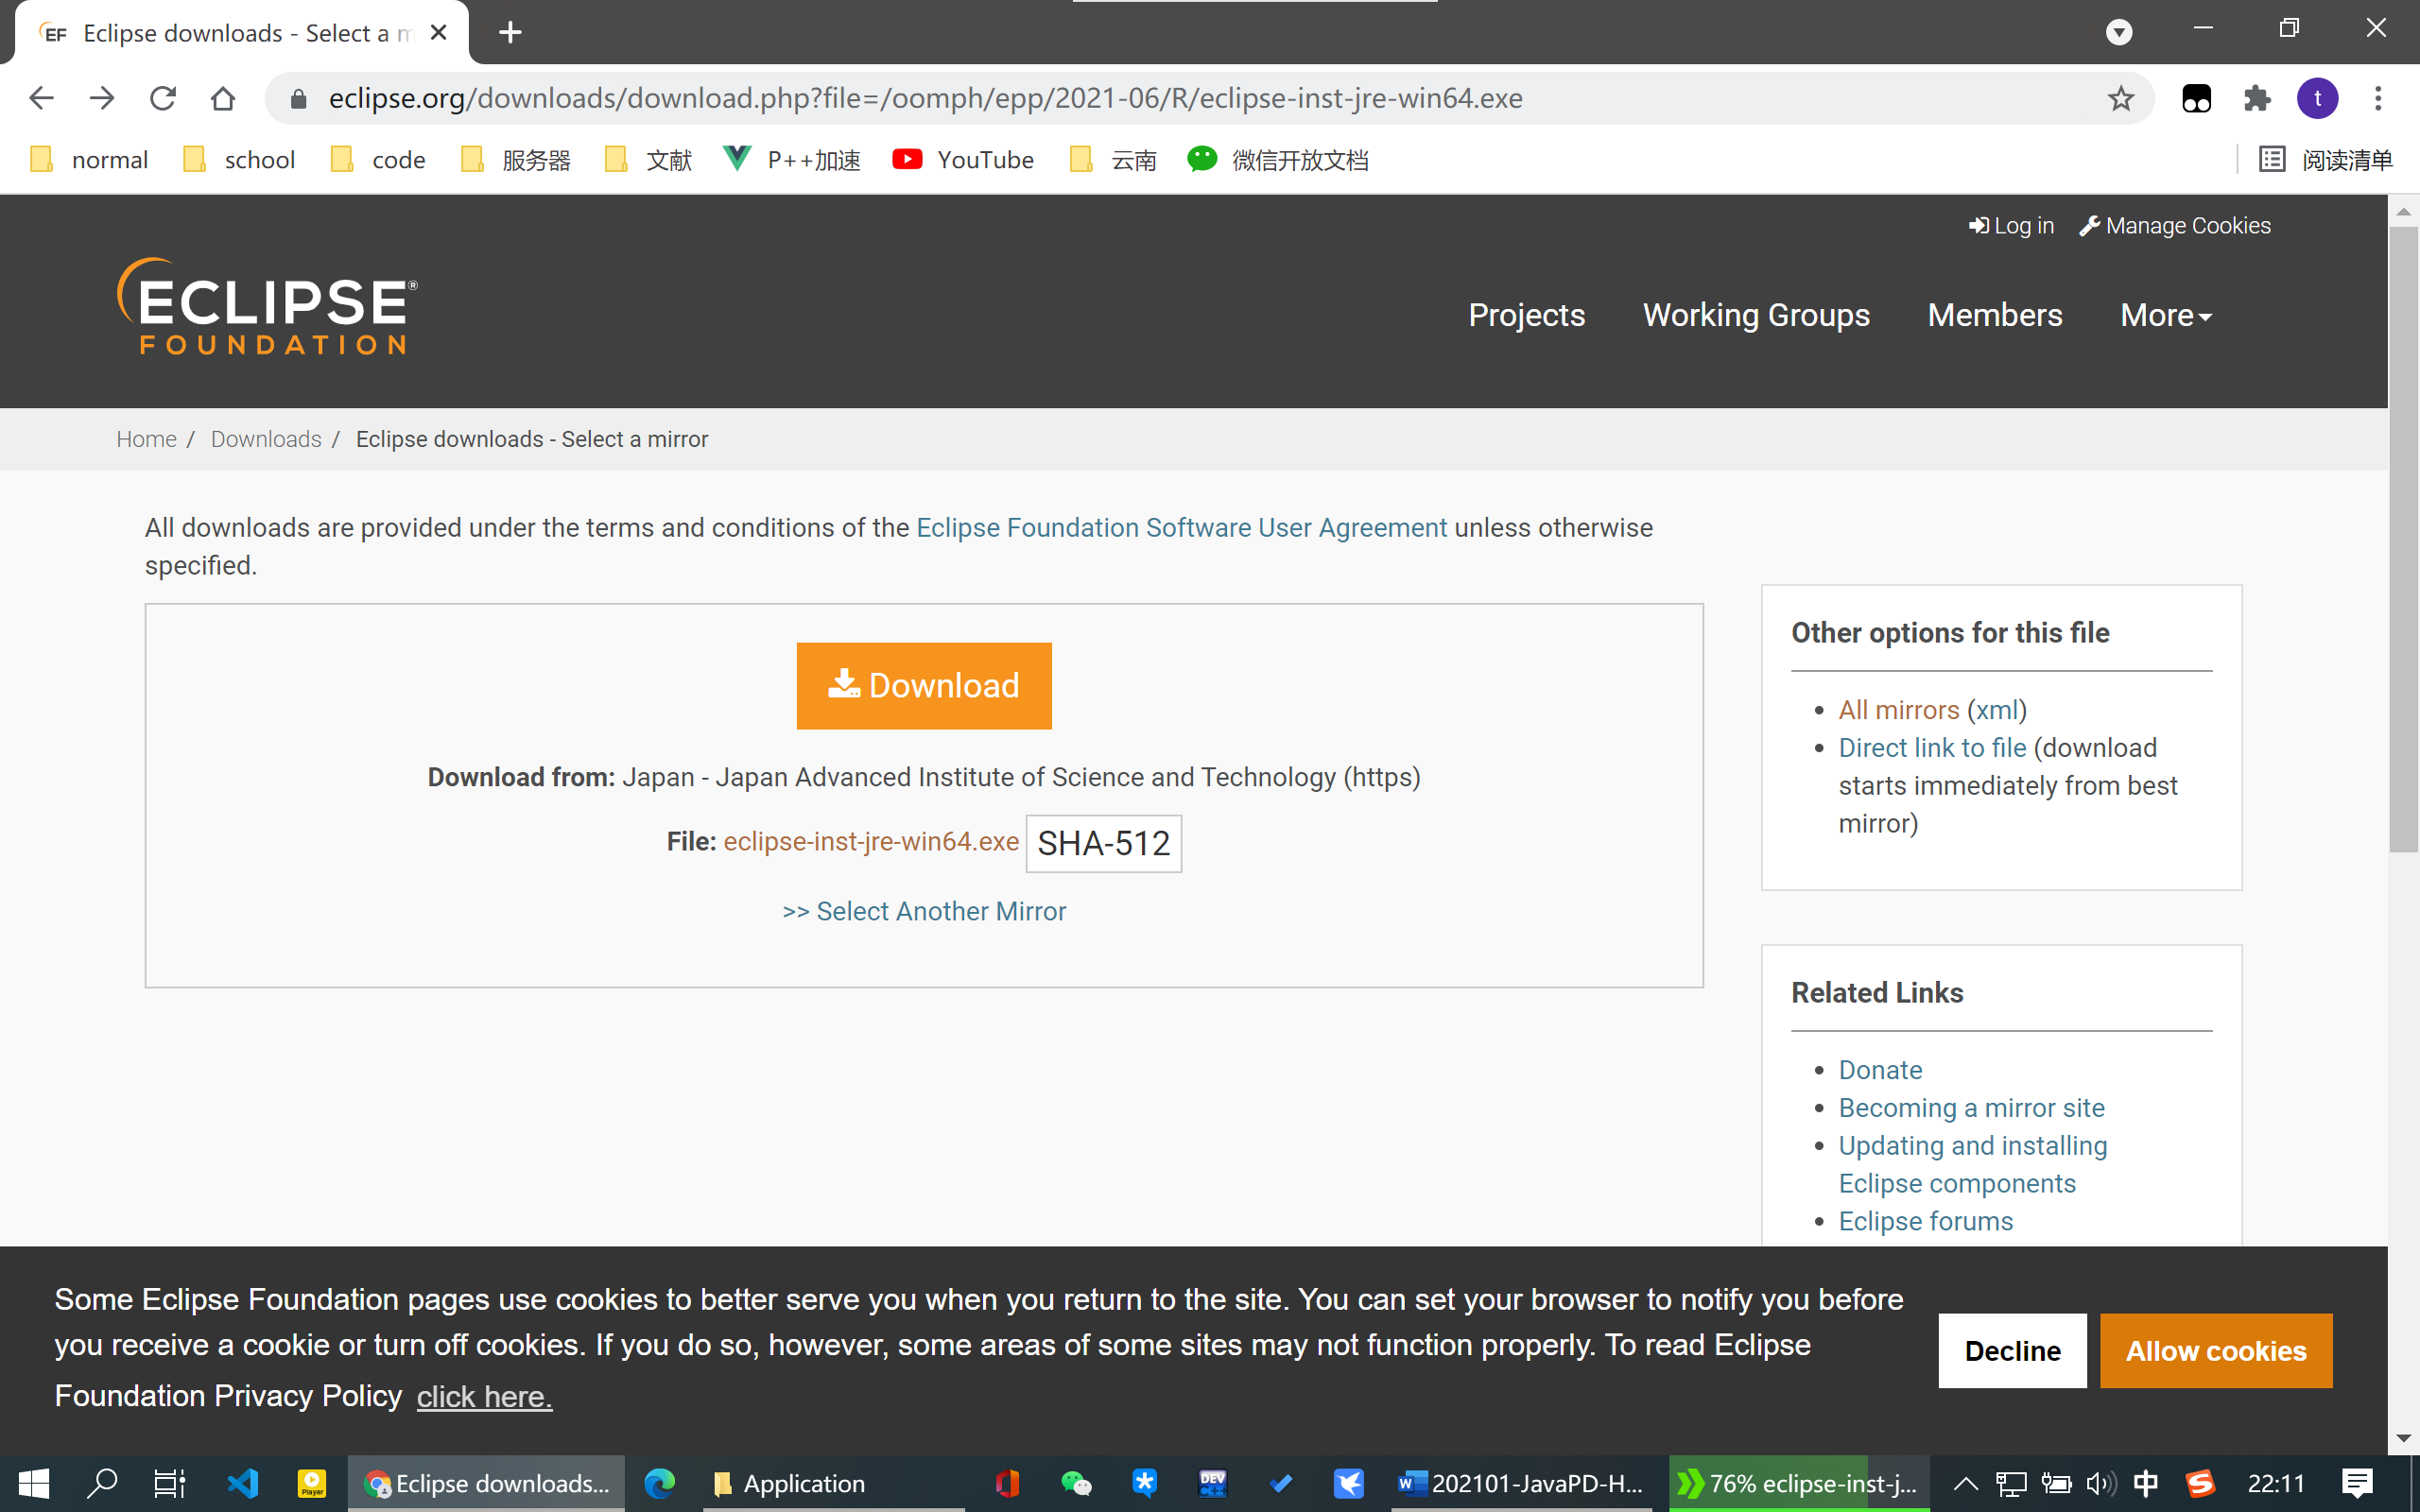 EF Eclipse downloads - Select a m
eclipse.org/downloads/download.php?file=/oomph/epp/2021-06/R/eclipse-inst-jre-win64.exe
t
normal school code 服务器 文献 P++加速 YouTube 云南 微信开放文档 阅读清单
Log in Manage Cookies
ECLIPSE®
FOUNDATION
Projects Working Groups Members More
Home / Downloads / Eclipse downloads - Select a mirror
All downloads are provided under the terms and conditions of the Eclipse Foundation Software User Agreement unless otherwise
specified.
Download
Download from: Japan - Japan Advanced Institute of Science and Technology (https)
File: eclipse-inst-jre-win64.exe SHA-512
>> Select Another Mirror
Other options for this file
All mirrors (xml)
Direct link to file (download
starts immediately from best
mirror)
Related Links
Donate
Becoming a mirror site
Updating and installing
Eclipse components
Eclipse forums
Some Eclipse Foundation pages use cookies to better serve you when you return to the site. You can set your browser to notify you before
you receive a cookie or turn off cookies. If you do so, however, some areas of some sites may not function properly. To read Eclipse
Foundation Privacy Policy click here.
Decline
Allow cookies
Player Eclipse downloads... Application DEV C++ 202101-JavaPD-H... 76% eclipse-inst-j... 中 22:11